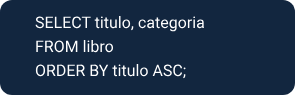 SELECT titulo, categoria
FROM libro
ORDER BY titulo ASC;